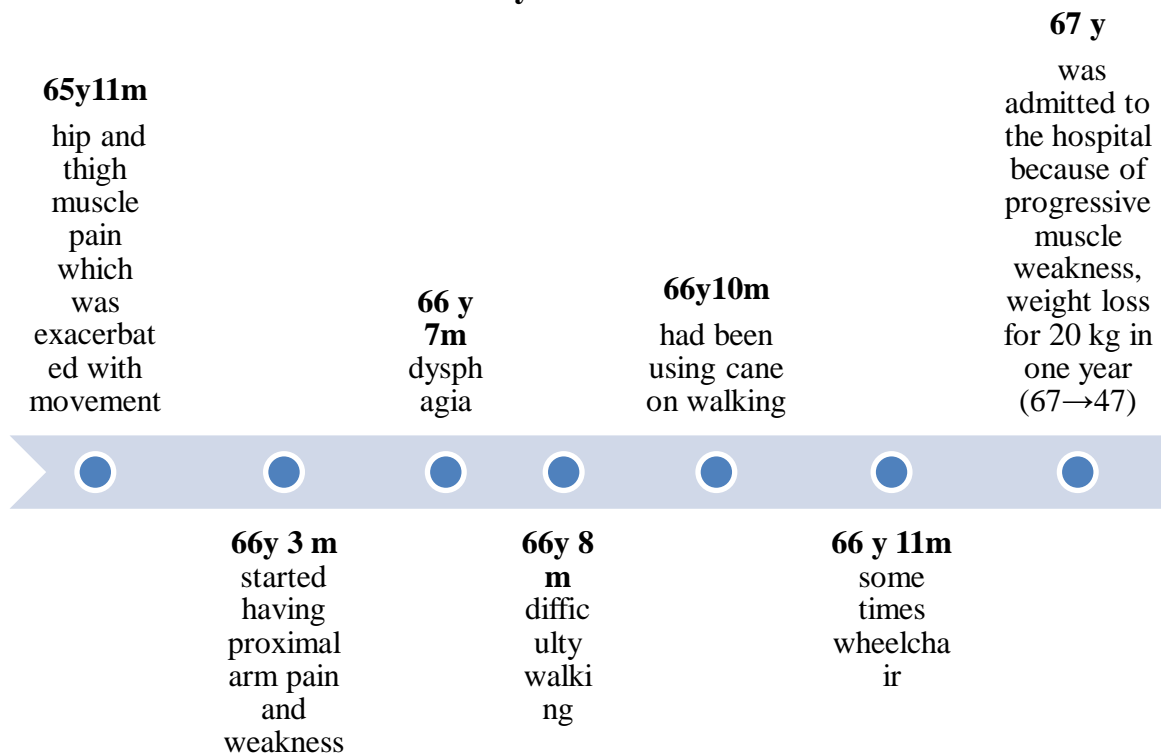 65y11m
hip and
thigh
muscle
pain
which
was
exacerbat
ed with
movement
66y 3 m
started
having
proximal
arm pain
and
weakness
66 y
7m
dysph
agia
66y 8
m
diffic
ulty
walki
ng
66y10m
had been
using cane
on walking
66 y 11m
some
times
wheelcha
ir
67 y
was
admitted to
the hospital
because of
progressive
muscle
weakness,
weight loss
for 20 kg in
one year
(67→47)